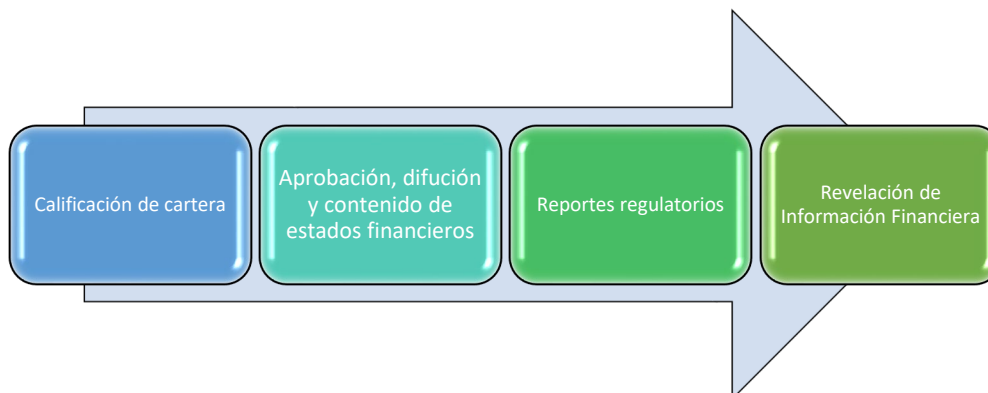 Calificación de cartera
Aprobación, difución
y contenido de
estados financieros
Reportes regulatorios
Revelación de
Información Financiera